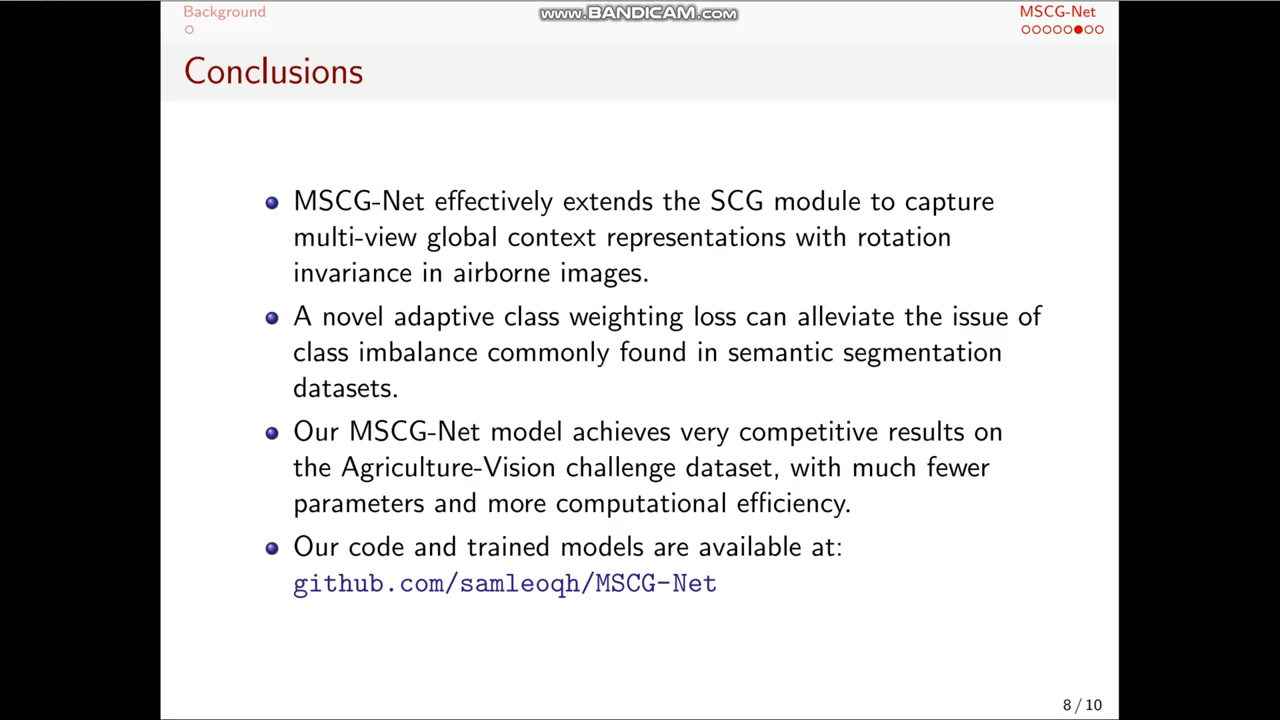 Background
www.BANDICAM.com
MSCG-Net
Conclusions
MSCG-Net effectively extends the SCG module to capture
multi-view global context representations with rotation
invariance in airborne images.
A novel adaptive class weighting loss can alleviate the issue of
class imbalance commonly found in semantic segmentation
datasets.
Our MSCG-Net model achieves very competitive results on
the Agriculture-Vision challenge dataset, with much fewer
parameters and more computational efficiency.
Our code and trained models are available at:
github.com/samleoqh/MSCG-Net
8 / 10